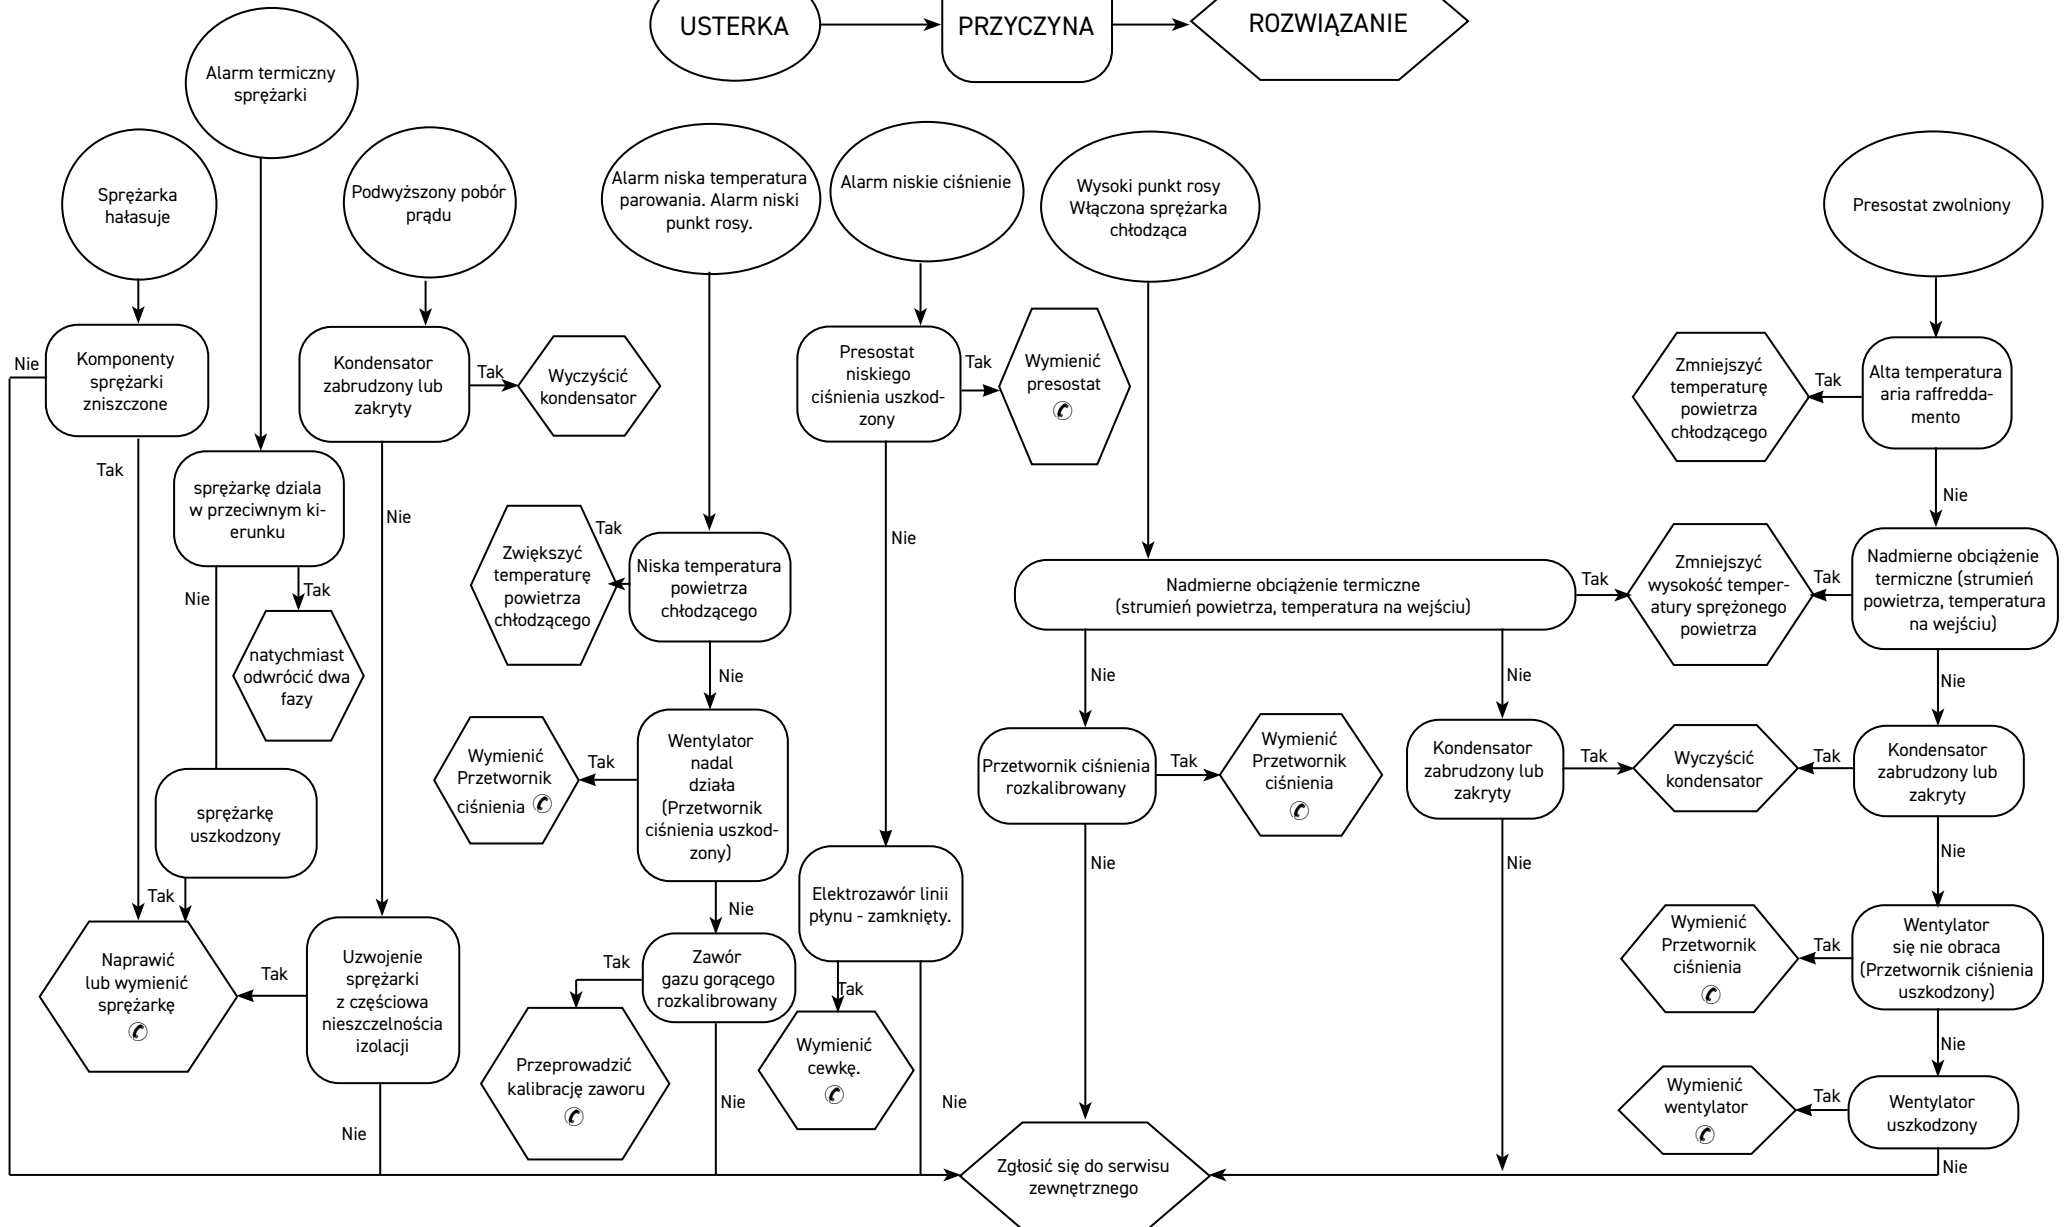 USTERKA
PRZYCZYNA
ROZWIĄZANIE
Alarm termiczny
sprężarki
Sprężarka
hałasuje
Podwyższony pobór
prądu
Alarm niska temperatura
parowania. Alarm niski
punkt rosy.
Alarm niskie ciśnienie
Wysoki punkt rosy
Włączona sprężarka
chłodząca
Presostat zwolniony
Nie
Komponenty
sprężarki
zniszczone
Tak
Kondensator
zabrudzony lub
zakryty
Tak
Wyczyścić
kondensator
Nie
sprężarkę dziala
w przeciwnym ki-
erunku
Nie
Tak
natychmiast
odwrócić dwa
fazy
sprężarkę
uszkodzony
Tak
Naprawić
lub wymienić
sprężarkę
Tak
Uzwojenie
sprężarki
z częściowa
nieszczelnościa
izolacji
Nie
Zwiększyć
temperaturę
powietrza
chłodzącego
Tak
Niska temperatura
powietrza
chłodzącego
Nie
Wymienić
Przetwornik
ciśnienia
Tak
Wentylator
nadal
działa
(Przetwornik
ciśnienia uszkod-
zony)
Nie
Tak
Zawór
gazu gorącego
rozkalibrowany
Przeprowadzić
kalibrację zaworu
Nie
Presostat
niskiego
ciśnienia uszkod-
zony
Tak
Wymienić
presostat
Nie
Elektrozawór linii
płynu - zamknięty.
Tak
Wymienić
cewkę.
Nie
Nadmierne obciążenie termiczne
(strumień powietrza, temperatura na wejściu)
Tak
Nie
Nie
Przetwornik ciśnienia
rozkalibrowany
Tak
Wymienić
Przetwornik
ciśnienia
Nie
Kondensator
zabrudzony lub
zakryty
Tak
Nie
Zmniejszyć
temperaturę
powietrza
chłodzącego
Tak
Alta temperatura
aria raffredda-
mento
Nie
Zmniejszyć
wysokość temper-
atury sprężonego
powietrza
Tak
Nadmierne obciążenie
termiczne (strumień
powietrza, temperatura
na wejściu)
Nie
Wyczyścić
kondensator
Tak
Kondensator
zabrudzony lub
zakryty
Nie
Wymienić
Przetwornik
ciśnienia
Tak
Wentylator
się nie obraca
(Przetwornik ciśnienia
uszkodzony)
Nie
Wymienić
wentylator
Tak
Wentylator
uszkodzony
Nie
Zgłosić się do serwisu
zewnętrznego